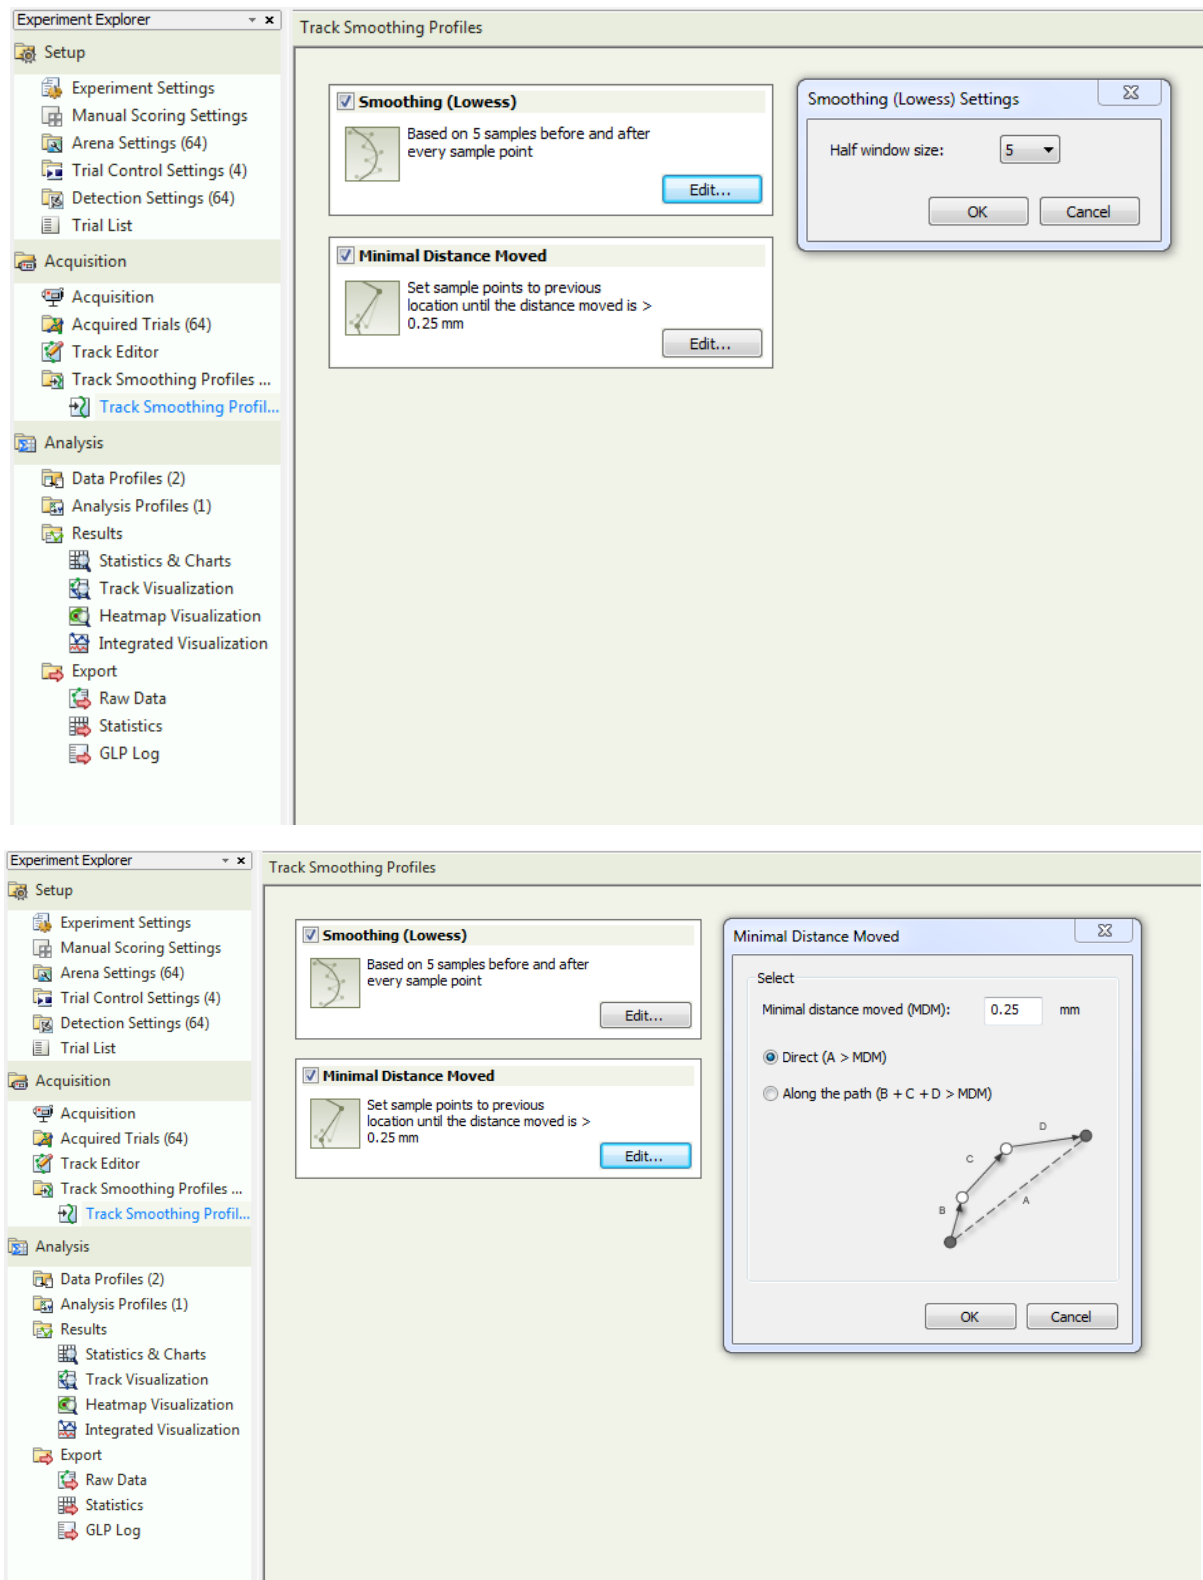 Experiment Explorer
Track Smoothing Profiles
Setup
Experiment Settings
Manual Scoring Settings
Arena Settings (64)
Trial Control Settings (4)
Detection Settings (64)
Trial List
Acquisition
Acquisition
Acquired Trials (64)
Track Editor
Track Smoothing Profiles ...
Track Smoothing Profil...
Analysis
Data Profiles (2)
Analysis Profiles (1)
Results
Statistics & Charts
Track Visualization
Heatmap Visualization
Integrated Visualization
Export
Raw Data
Statistics
GLP Log
Smoothing (Lowess)
Based on 5 samples before and after
every sample point
Edit...
Minimal Distance Moved
Set sample points to previous
location until the distance moved is >
0.25 mm
Edit...
Smoothing (Lowess) Settings
Half window size: 5
OK Cancel
Experiment Explorer
Track Smoothing Profiles
Setup
Experiment Settings
Manual Scoring Settings
Arena Settings (64)
Trial Control Settings (4)
Detection Settings (64)
Trial List
Acquisition
Acquisition
Acquired Trials (64)
Track Editor
Track Smoothing Profiles ...
Track Smoothing Profil...
Analysis
Data Profiles (2)
Analysis Profiles (1)
Results
Statistics & Charts
Track Visualization
Heatmap Visualization
Integrated Visualization
Export
Raw Data
Statistics
GLP Log
Smoothing (Lowess)
Based on 5 samples before and after
every sample point
Edit...
Minimal Distance Moved
Set sample points to previous
location until the distance moved is >
0.25 mm
Edit...
Minimal Distance Moved
Select
Minimal distance moved (MDM): 0.25 mm
Direct (A > MDM)
Along the path (B + C + D > MDM)
D
C
A
B
OK Cancel